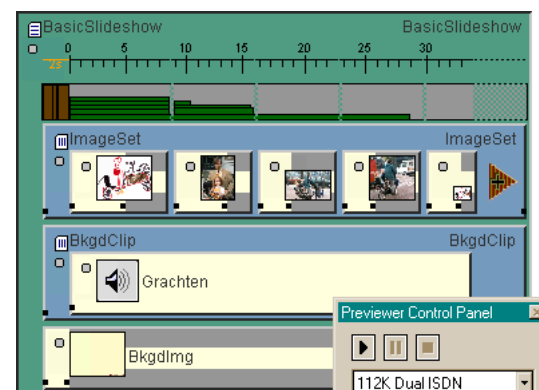 BasicSlideshow BasicSlideshow
0 5 10 15 20 25 30
2s
ImageSet ImageSet
BkgdClip BkgdClip
Grachten
Previewer Control Panel
BkgdImg
112K Dual ISDN